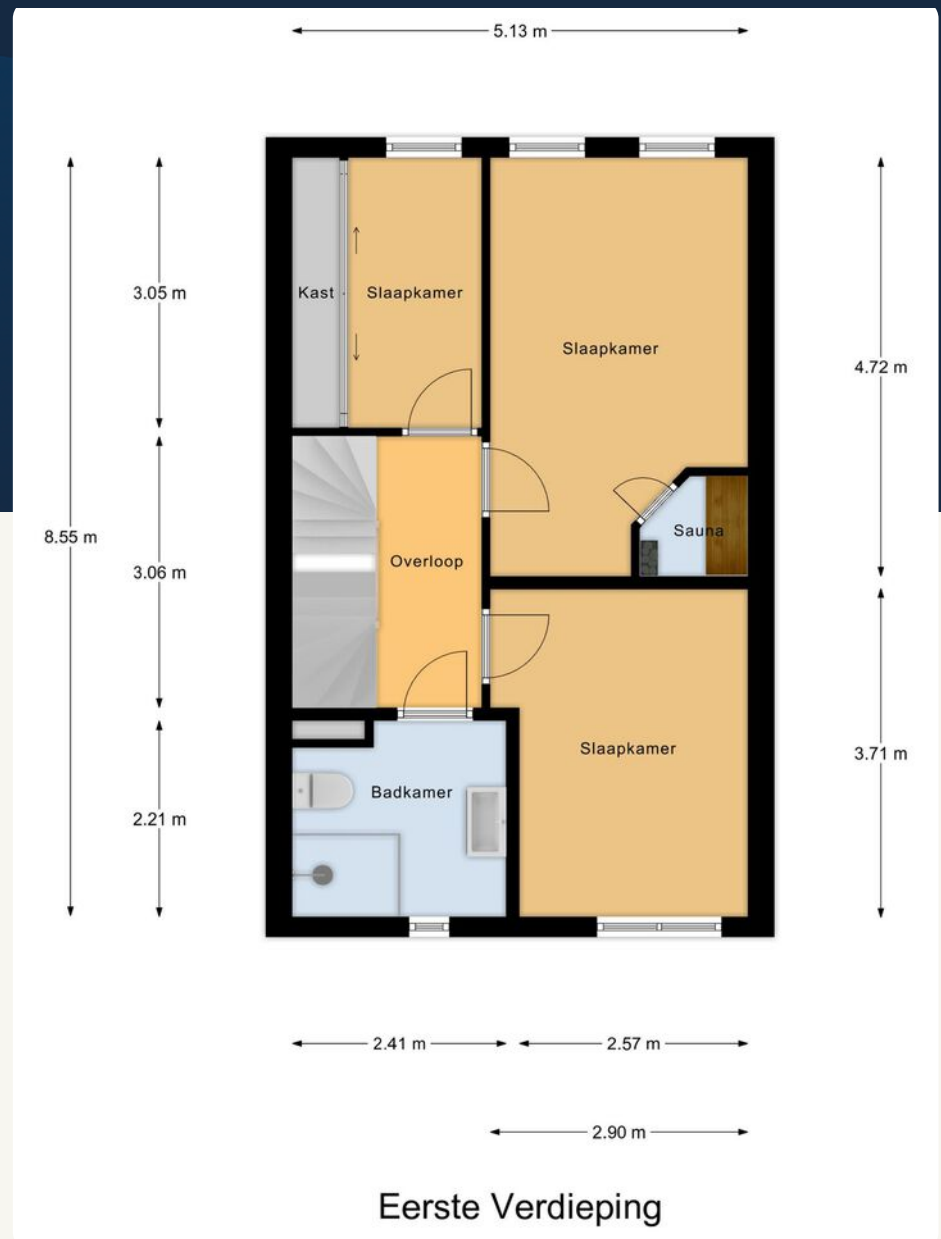 5.13 m
Kast
Slaapkamer
3.05 m
Slaapkamer
4.72 m
Sauna
8.55 m
Overloop
3.06 m
Slaapkamer
3.71 m
Badkamer
2.21 m
2.41 m
2.57 m
2.90 m
Eerste Verdieping